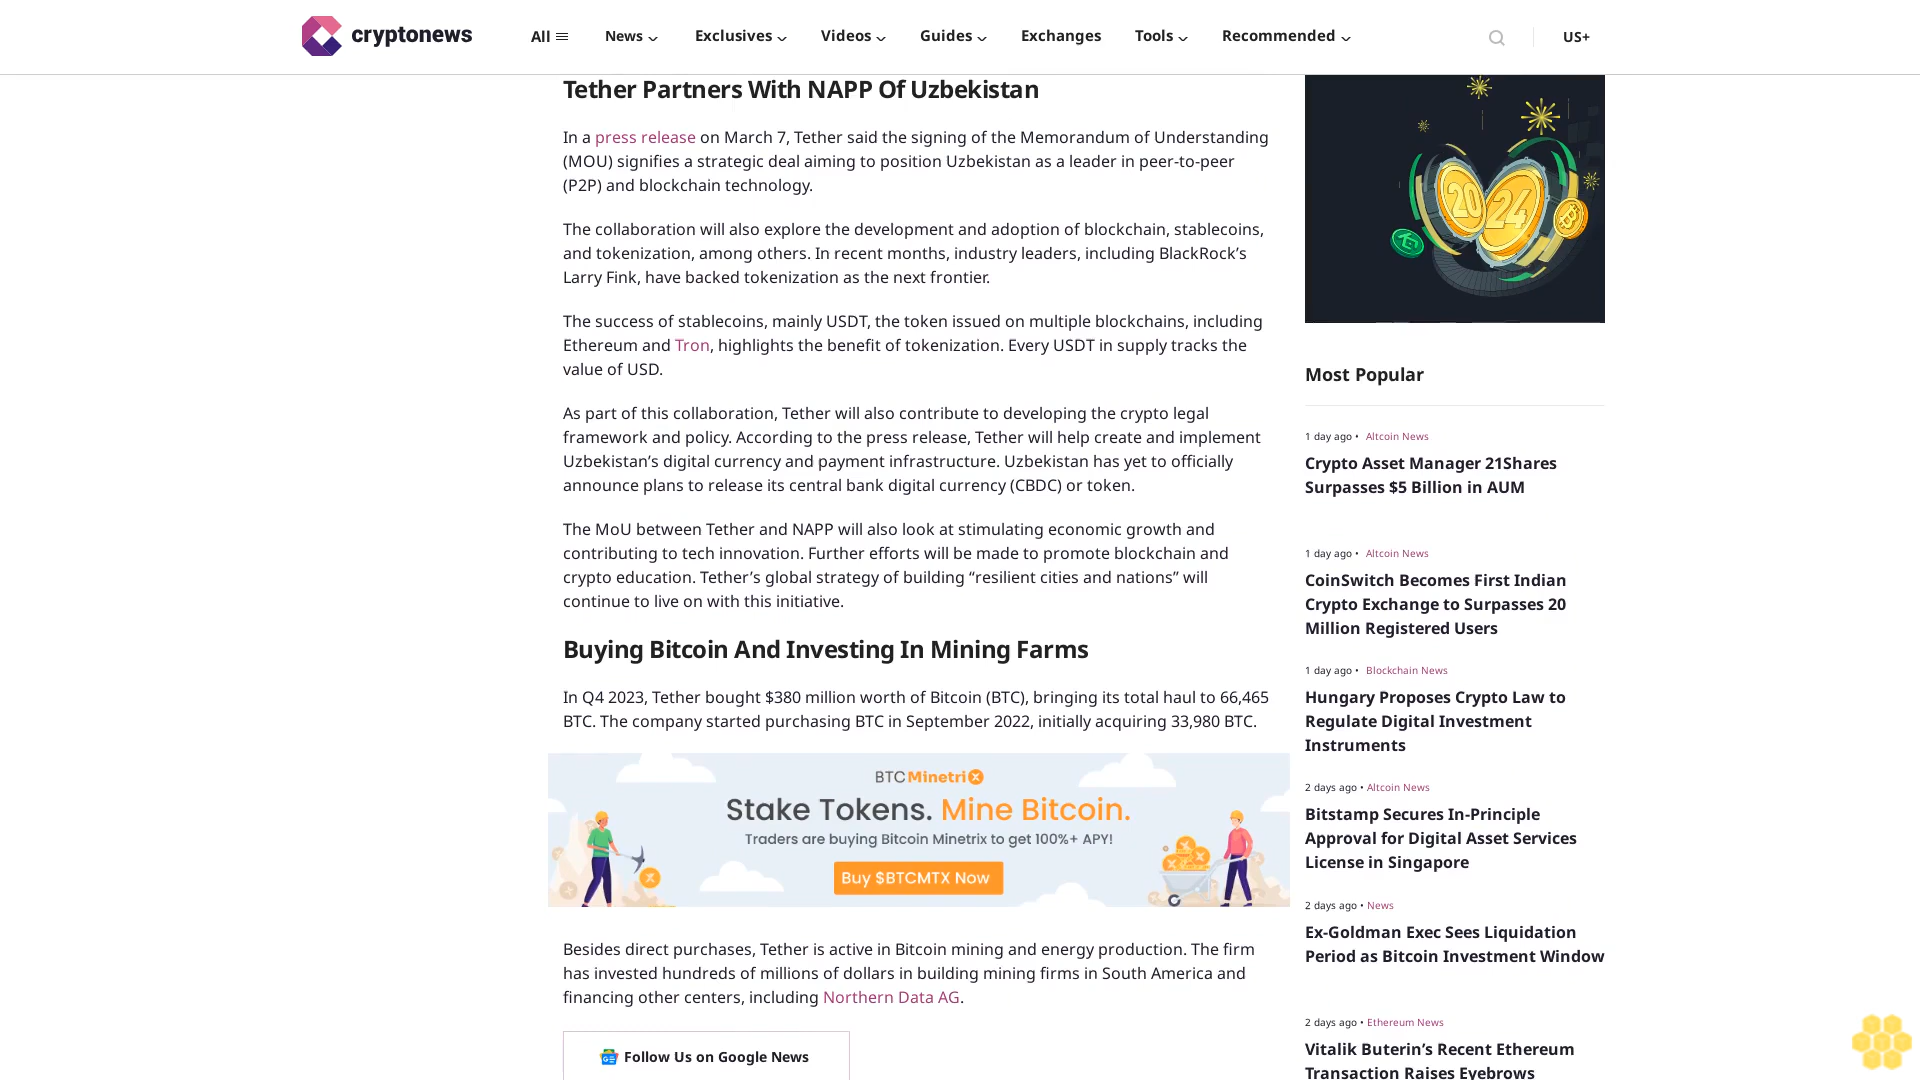 cryptonews
All
News
Exclusives
Videos
Guides
Exchanges
Tools
Recommended
US+
Tether Partners With NAPP Of Uzbekistan
In a press release on March 7, Tether said the signing of the Memorandum of Understanding
(MOU) signifies a strategic deal aiming to position Uzbekistan as a leader in peer-to-peer
(P2P) and blockchain technology.
The collaboration will also explore the development and adoption of blockchain, stablecoins,
and tokenization, among others. In recent months, industry leaders, including BlackRock’s
Larry Fink, have backed tokenization as the next frontier.
The success of stablecoins, mainly USDT, the token issued on multiple blockchains, including
Ethereum and Tron, highlights the benefit of tokenization. Every USDT in supply tracks the
value of USD.
As part of this collaboration, Tether will also contribute to developing the crypto legal
framework and policy. According to the press release, Tether will help create and implement
Uzbekistan’s digital currency and payment infrastructure. Uzbekistan has yet to officially
announce plans to release its central bank digital currency (CBDC) or token.
The MoU between Tether and NAPP will also look at stimulating economic growth and
contributing to tech innovation. Further efforts will be made to promote blockchain and
crypto education. Tether’s global strategy of building “resilient cities and nations” will
continue to live on with this initiative.
Buying Bitcoin And Investing In Mining Farms
In Q4 2023, Tether bought $380 million worth of Bitcoin (BTC), bringing its total haul to 66,465
BTC. The company started purchasing BTC in September 2022, initially acquiring 33,980 BTC.
BTC Minetrix
Stake Tokens. Mine Bitcoin.
Traders are buying Bitcoin Minetrix to get 100%+ APY!
Buy $BTCMTX Now
Besides direct purchases, Tether is active in Bitcoin mining and energy production. The firm
has invested hundreds of millions of dollars in building mining firms in South America and
financing other centers, including Northern Data AG.
Follow Us on Google News
20 24
Most Popular
1 day ago • Altcoin News
Crypto Asset Manager 21Shares
Surpasses $5 Billion in AUM
1 day ago • Altcoin News
CoinSwitch Becomes First Indian
Crypto Exchange to Surpasses 20
Million Registered Users
1 day ago • Blockchain News
Hungary Proposes Crypto Law to
Regulate Digital Investment
Instruments
2 days ago • Altcoin News
Bitstamp Secures In-Principle
Approval for Digital Asset Services
License in Singapore
2 days ago • News
Ex-Goldman Exec Sees Liquidation
Period as Bitcoin Investment Window
2 days ago • Ethereum News
Vitalik Buterin’s Recent Ethereum
Transaction Raises Eyebrows